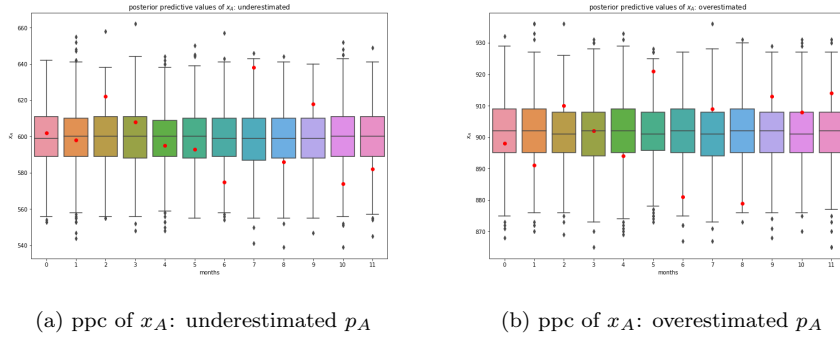 posterior predictive values of x_A: underestimated
660
640
620
600
580
560
540
x_A
0 1 2 3 4 5 6 7 8 9 10 11
months
(a) ppc of x_A: underestimated p_A
posterior predictive values of x_A: overestimated
930
920
910
900
890
880
870
x_A
0 1 2 3 4 5 6 7 8 9 10 11
months
(b) ppc of x_A: overestimated p_A